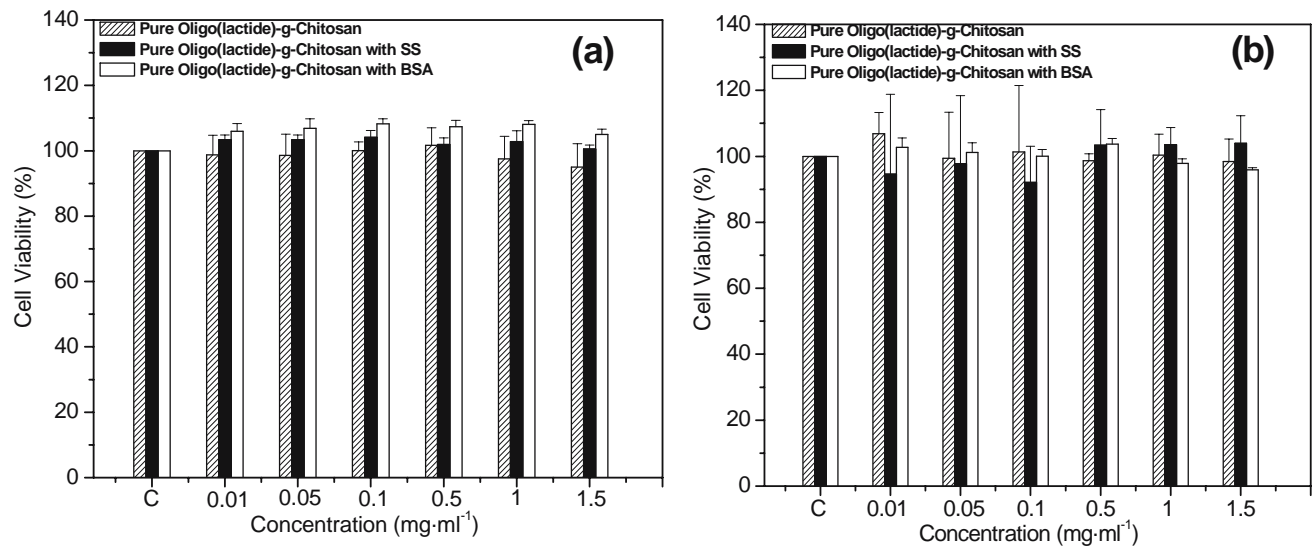 (a)
Pure Oligo(lactide)-g-Chitosan
Pure Oligo(lactide)-g-Chitosan with SS
Pure Oligo(lactide)-g-Chitosan with BSA
Cell Viability (%)
140
120
100
80
60
40
20
0
C 0.01 0.05 0.1 0.5 1 1.5
Concentration (mg·ml⁻¹)
(b)
Pure Oligo(lactide)-g-Chitosan
Pure Oligo(lactide)-g-Chitosan with SS
Pure Oligo(lactide)-g-Chitosan with BSA
Cell Viability (%)
140
120
100
80
60
40
20
0
C 0.01 0.05 0.1 0.5 1 1.5
Concentration (mg·ml⁻¹)